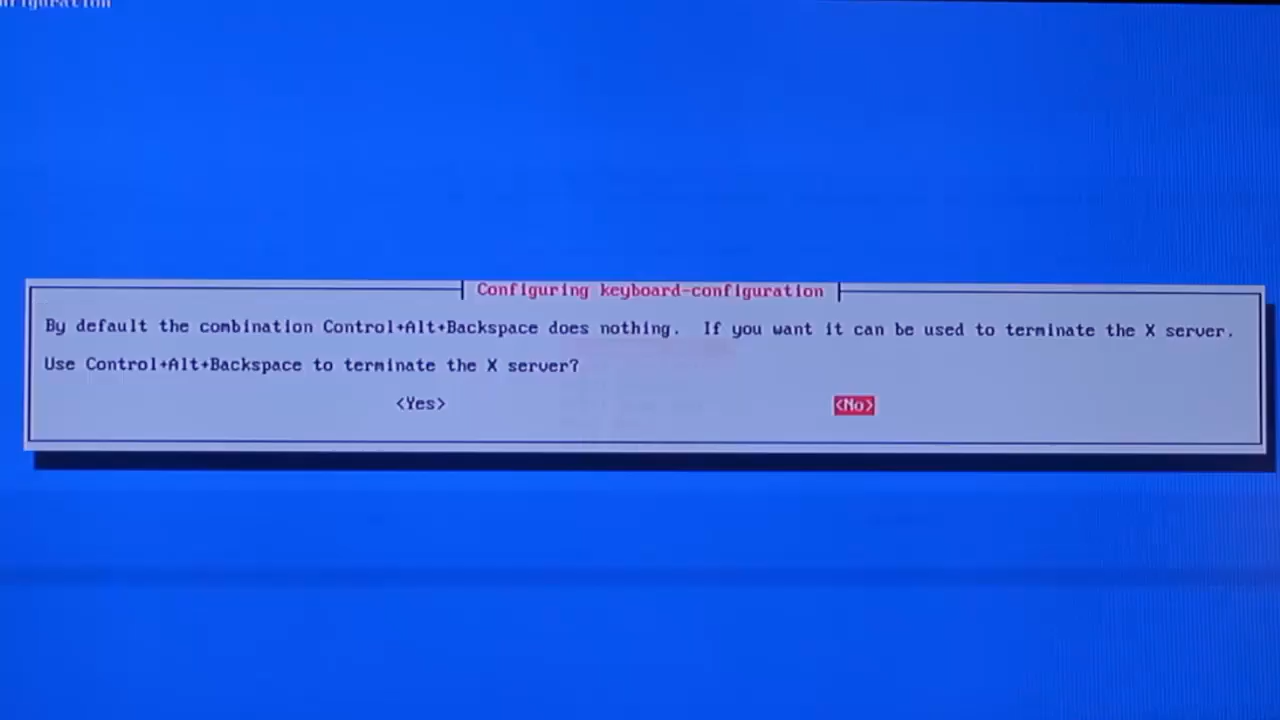 Configuring keyboard-configuration
By default the combination Control+Alt+Backspace does nothing.  If you want it can be used to terminate the X server.
Use Control+Alt+Backspace to terminate the X server?
<Yes> <No>